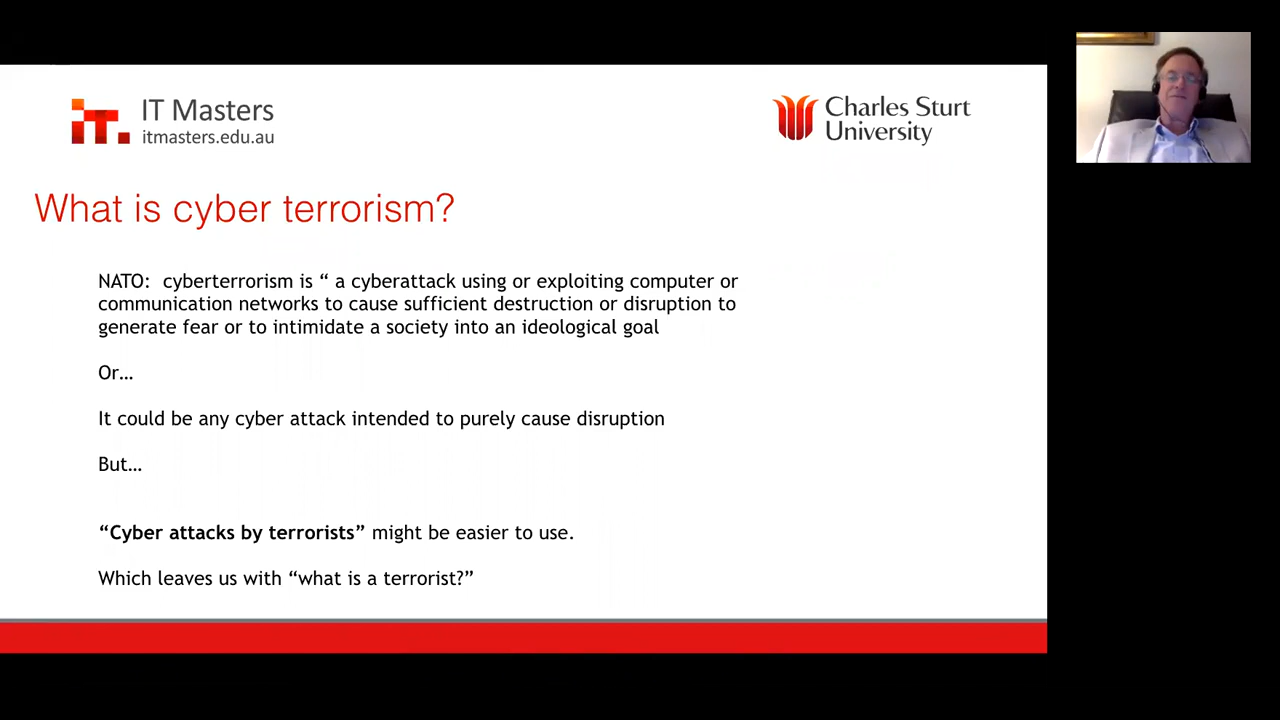 IT Masters
itmasters.edu.au
Charles Sturt
University
What is cyber terrorism?
NATO:  cyberterrorism is “ a cyberattack using or exploiting computer or
communication networks to cause sufficient destruction or disruption to
generate fear or to intimidate a society into an ideological goal
Or…
It could be any cyber attack intended to purely cause disruption
But…
“Cyber attacks by terrorists” might be easier to use.
Which leaves us with “what is a terrorist?”